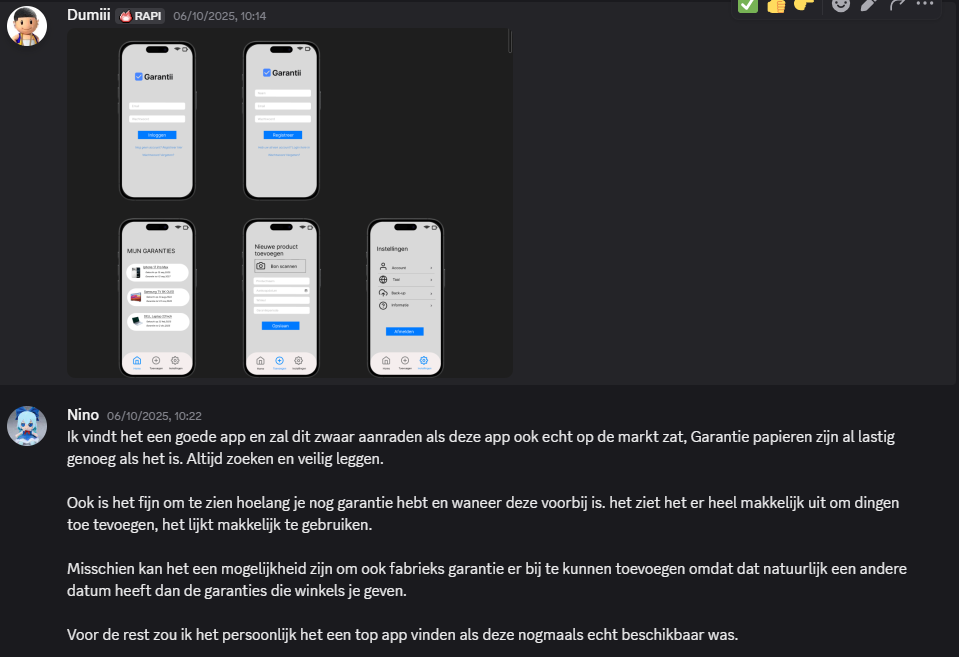 Dumiii RAPI 06/10/2025, 10:14
Garantii
Garantii
Inloggen
Registreer
MIJN GARANTIES
Nieuwe product
toevoegen
Bon scannen
Opslaan
Instellingen
Account
Taal
Back-up
Informatie
Afmelden
Nino 06/10/2025, 10:22
Ik vindt het een goede app en zal dit zwaar aanraden als deze app ook echt op de markt zat, Garantie papieren zijn al lastig
genoeg als het is. Altijd zoeken en veilig leggen.
Ook is het fijn om te zien hoelang je nog garantie hebt en waneer deze voorbij is. het ziet het er heel makkelijk uit om dingen
toe tevoegen, het lijkt makkelijk te gebruiken.
Misschien kan het een mogelijkheid zijn om ook fabrieks garantie er bij te kunnen toevoegen omdat dat natuurlijk een andere
datum heeft dan de garanties die winkels je geven.
Voor de rest zou ik het persoonlijk het een top app vinden als deze nogmaals echt beschikbaar was.